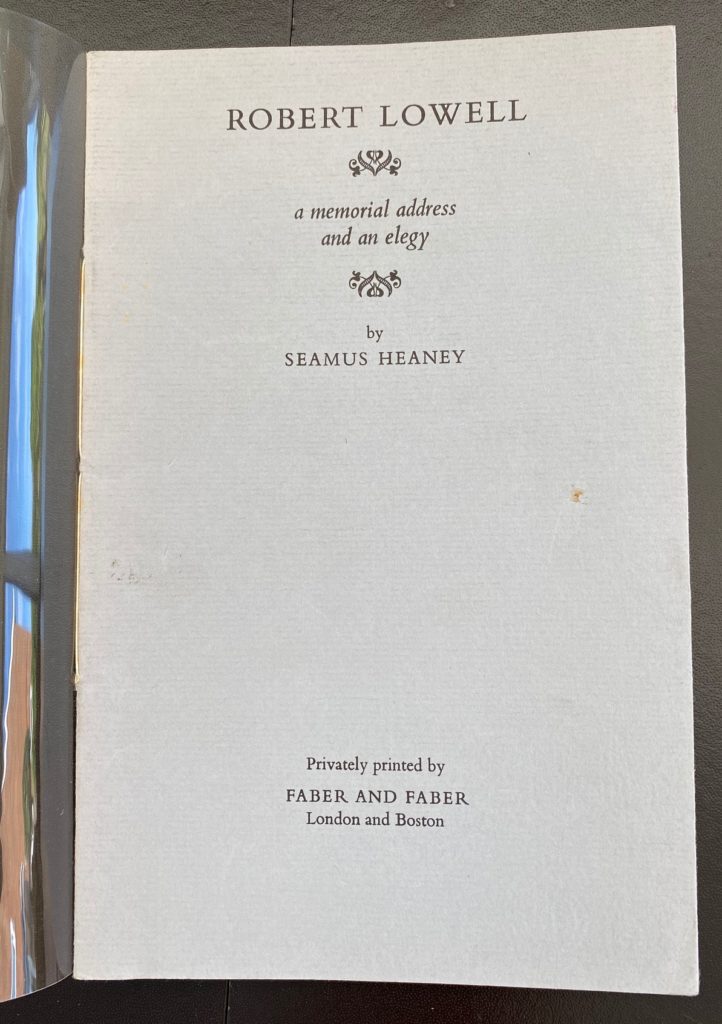 ROBERT LOWELL
a memorial address
and an elegy
by
SEAMUS HEANEY
Privately printed by
FABER AND FABER
London and Boston